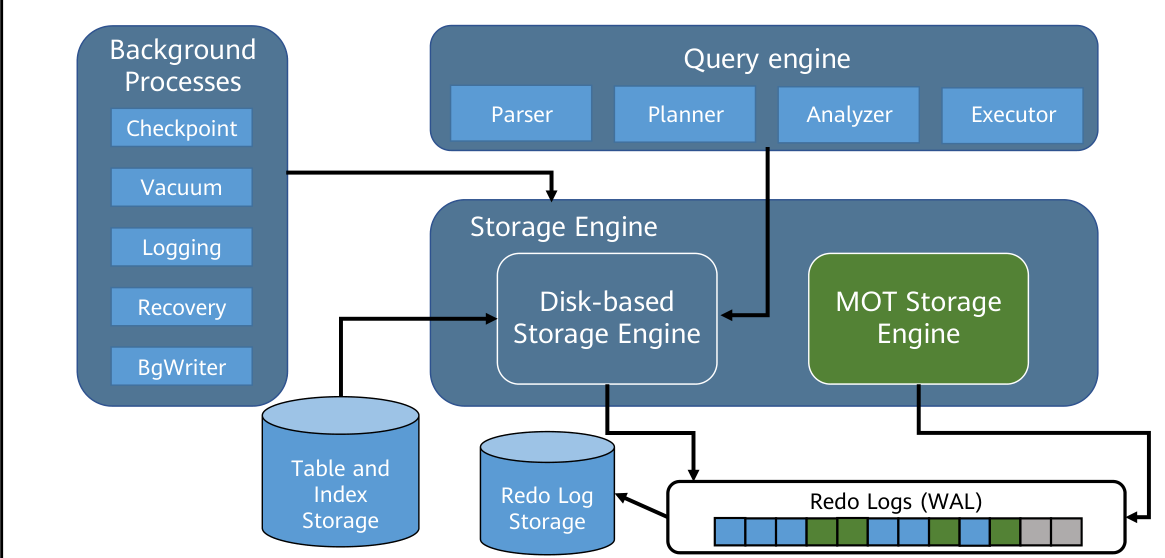 Background
Processes
Checkpoint
Vacuum
Logging
Recovery
BgWriter
Query engine
Parser
Planner
Analyzer
Executor
Storage Engine
Disk-based
Storage Engine
MOT Storage
Engine
Table and
Index
Storage
Redo Log
Storage
Redo Logs (WAL)